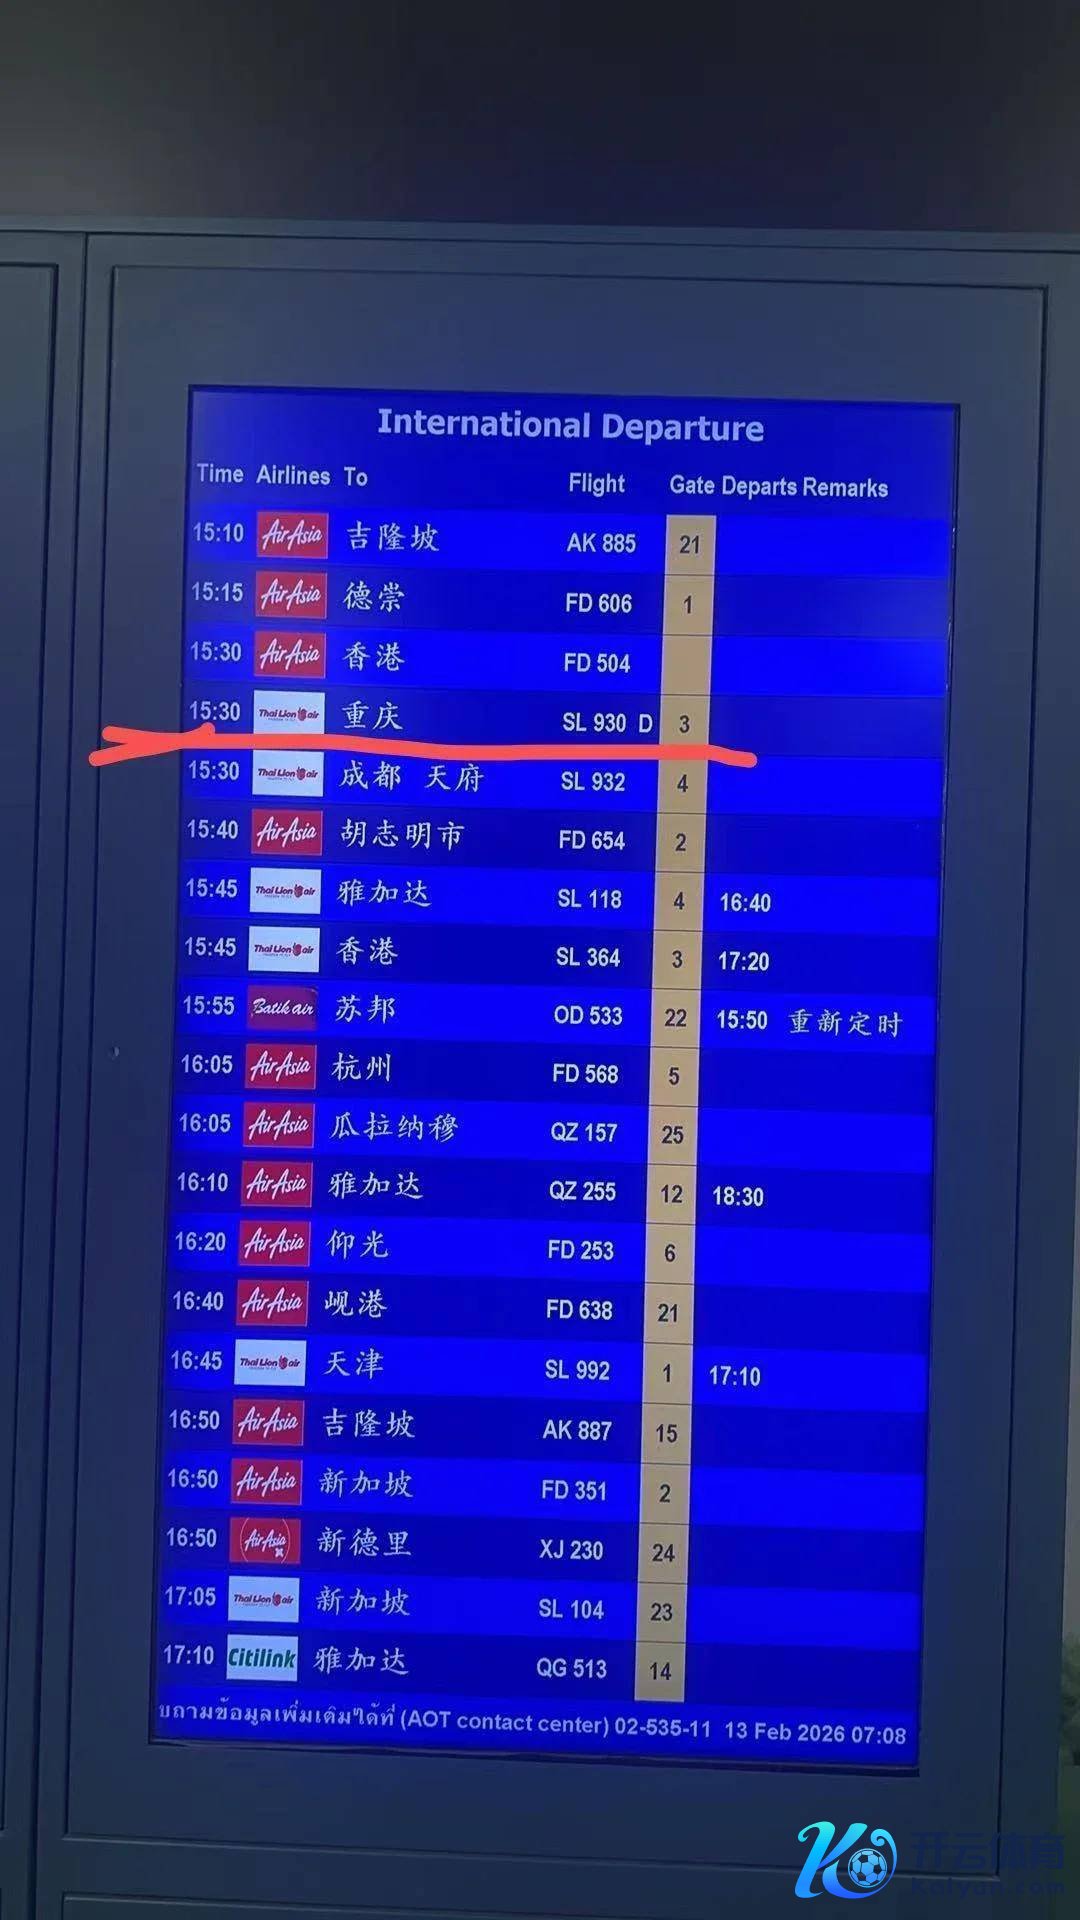 International Departure
Time Airlines To Flight Gate Departs Remarks
15:10 AirAsia 吉隆坡 AK 885 21
15:15 AirAsia 德崇 FD 606 1
15:30 AirAsia 香港 FD 504
15:30 Thai Lion air 重庆 SL 930 D 3
15:30 Thai Lion air 成都 天府 SL 932 4
15:40 AirAsia 胡志明市 FD 654 2
15:45 Thai Lion air 雅加达 SL 118 4 16:40
15:45 Thai Lion air 香港 SL 364 3 17:20
15:55 Batik air 苏邦 OD 533 22 15:50 重新定时
16:05 AirAsia 杭州 FD 568 5
16:05 AirAsia 瓜拉纳穆 QZ 157 25
16:10 AirAsia 雅加达 QZ 255 12 18:30
16:20 AirAsia 仰光 FD 253 6
16:40 AirAsia 岘港 FD 638 21
16:45 Thai Lion air 天津 SL 992 1 17:10
16:50 AirAsia 吉隆坡 AK 887 15
16:50 AirAsia 新加坡 FD 351 2
16:50 AirAsia X 新德里 XJ 230 24
17:05 Thai Lion air 新加坡 SL 104 23
17:10 Citilink 雅加达 QG 513 14
บถามข้อมูลเพิ่มเติมได้ที่ (AOT contact center) 02-535-11 13 Feb 2026 07:08
开云体育
Kaiyun.com